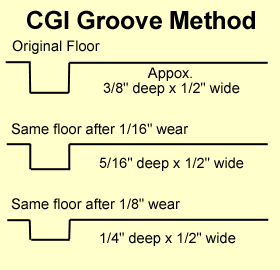 CGI Groove Method
Original Floor
Appox.
3/8" deep x 1/2" wide
Same floor after 1/16" wear
5/16" deep x 1/2" wide
Same floor after 1/8" wear
1/4" deep x 1/2" wide